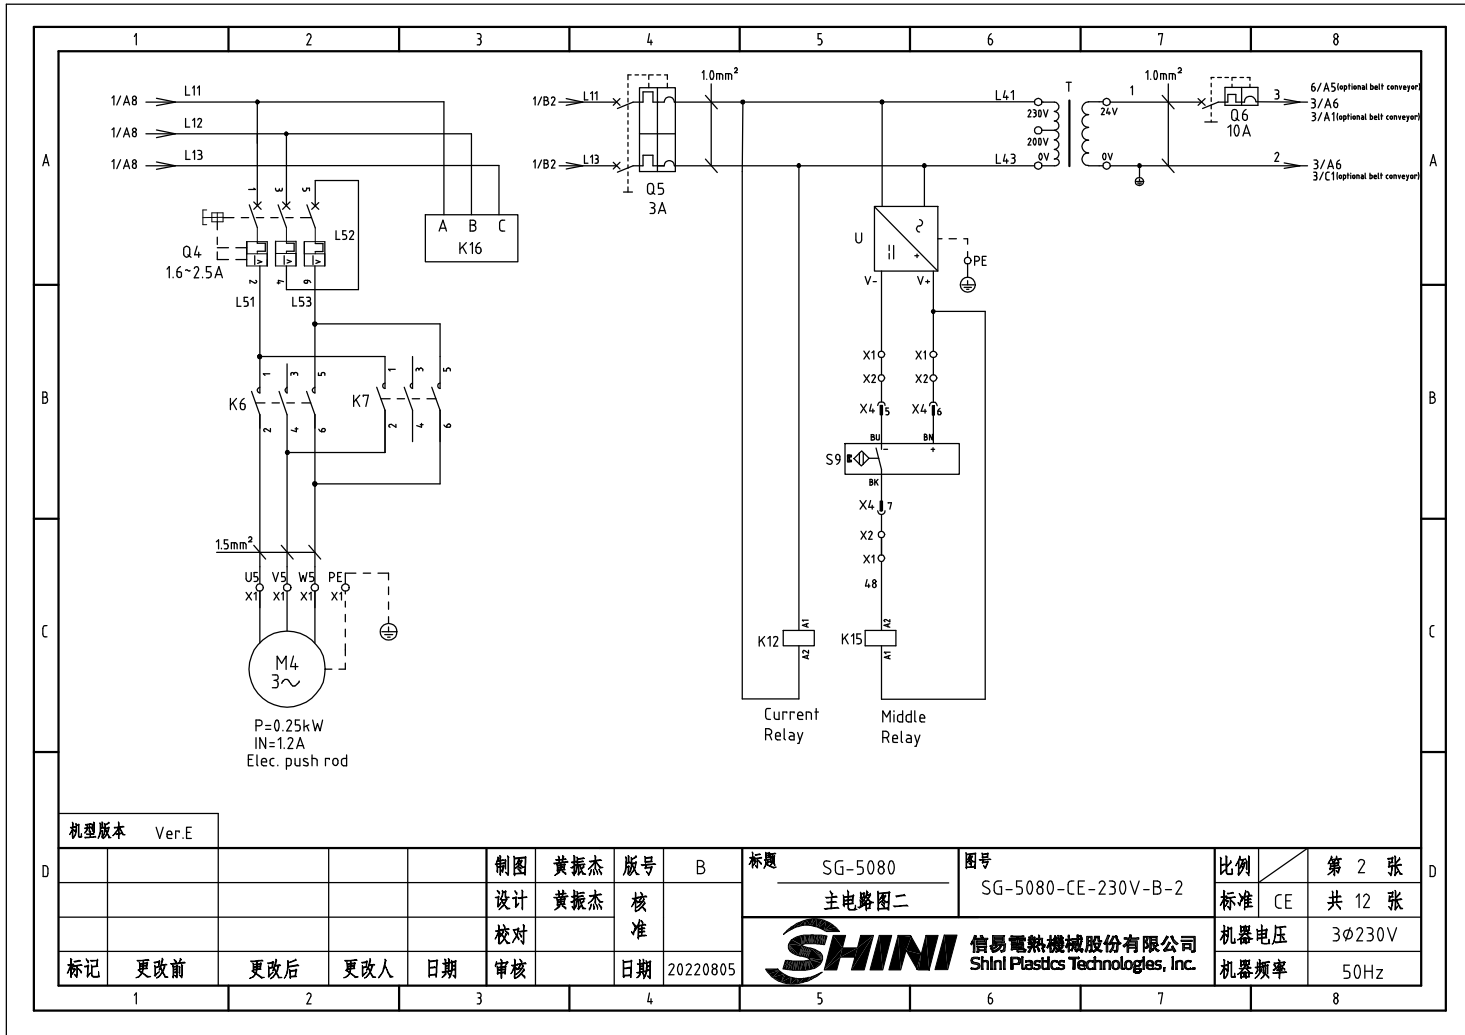 1 2 3 4 5 6 7 8
A A
B B
C C
D D
1/A8 L11
1/A8 L12
1/A8 L13
1 3 5
L52
Q4
1.6~2.5A
2 4 6
L51 L53
A B C
K16
1 3 5
K6
2 4 6
1 3 5
K7
2 4 6
1.5mm²
U5 V5 W5 PE
X1 X1 X1 X1
M4
3~
P=0.25kW
IN=1.2A
Elec. push rod
1/B2 L11
1/B2 L13
Q5
3A
1.0mm²
L41
L43
230V
200V
0V
T
24V
0V
1
1.0mm²
Q6
10A
3
2
6/A5(optional belt conveyor)
3/A6
3/A1(optional belt conveyor)
3/A6
3/C1(optional belt conveyor)
U
+
PE
V- V+
X1 X1
X2 X2
X4 5 X4 6
BU BN
- +
S9
BK
X4 7
X2
X1
48
K12 A1 A2
K15 A2 A1
Current
Relay
Middle
Relay
机型版本 Ver.E
制图 黄振杰 版号 B
设计 黄振杰 核准
校对
标记 更改前 更改后 更改人 日期 审核 日期 20220805
标题 SG-5080
主电路图二
图号
SG-5080-CE-230V-B-2
比例 第 2 张
标准 CE 共 12 张
机器电压 3φ230V
机器频率 50Hz
SHINI
信易電熱機械股份有限公司
Shini Plastics Technologies, Inc.
1 2 3 4 5 6 7 8